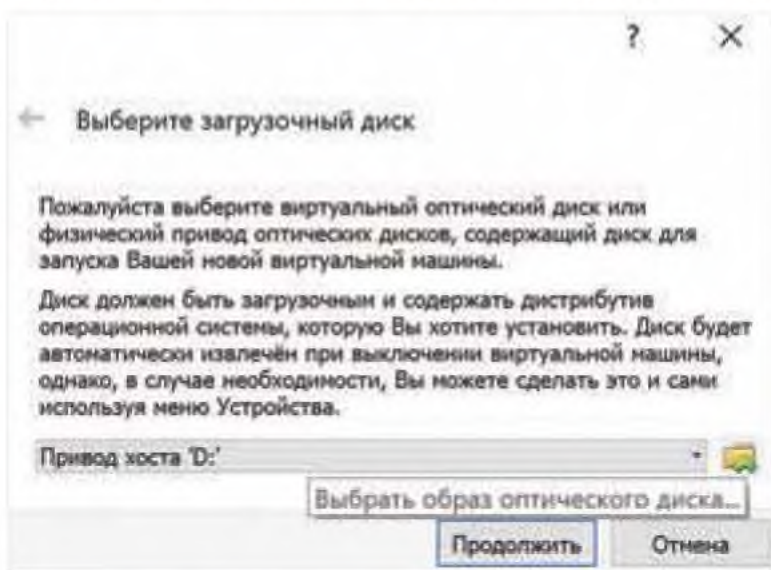 ?
Выберите загрузочный диск
Пожалуйста выберите виртуальный оптический диск или
физический привод оптических дисков, содержащий диск для
запуска Вашей новой виртуальной машины.
Диск должен быть загрузочным и содержать дистрибутив
операционной системы, которую Вы хотите установить. Диск будет
автоматически извлечён при выключении виртуальной машины,
однако, в случае необходимости, Вы можете сделать это и сами
используя меню Устройства.
Привод хоста 'D:'
Выбрать образ оптического диска...
Продолжить Отмена